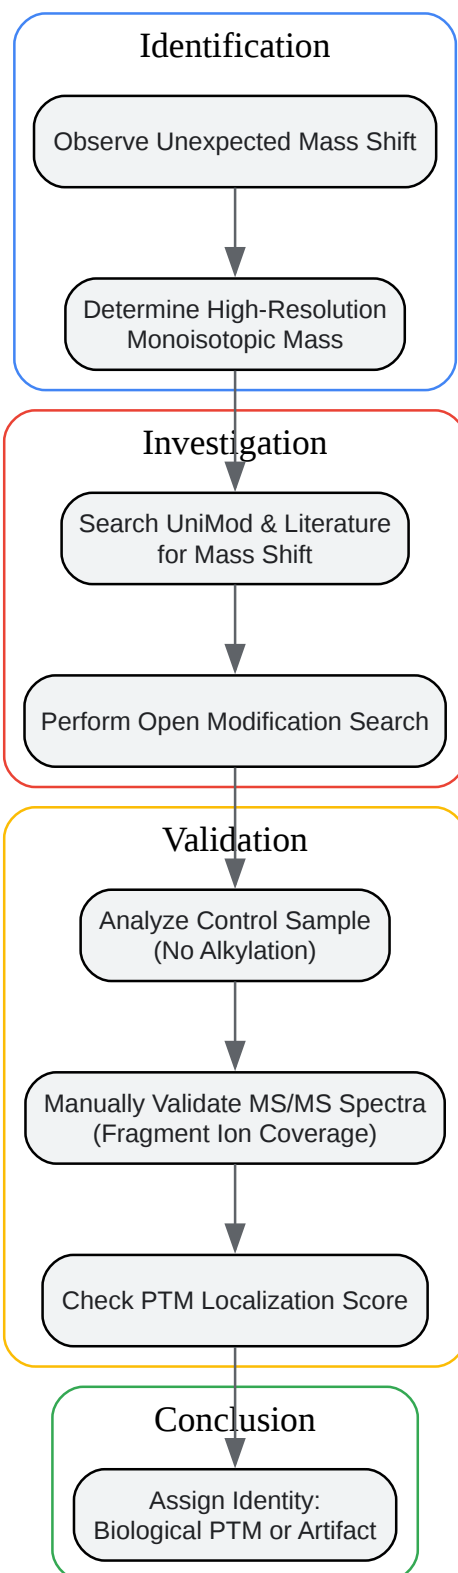 Identification
Observe Unexpected Mass Shift
Determine High-Resolution
Monoisotopic Mass
Investigation
Search UniMod & Literature
for Mass Shift
Perform Open Modification Search
Validation
Analyze Control Sample
(No Alkylation)
Manually Validate MS/MS Spectra
(Fragment Ion Coverage)
Check PTM Localization Score
Conclusion
Assign Identity:
Biological PTM or Artifact